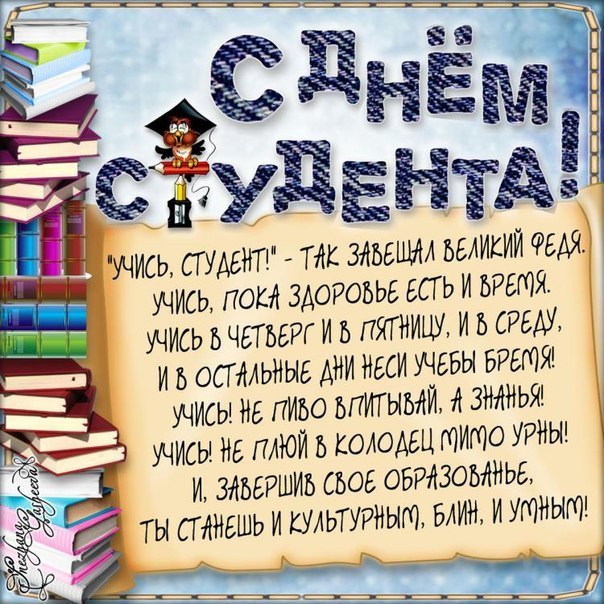 С ДНЁМ
СТУДЕНТА!
"УЧИСЬ, СТУДЕНТ!" - ТАК ЗАВЕЩАЛ ВЕЛИКИЙ ФЕДЯ.
УЧИСЬ, ПОКА ЗДОРОВЬЕ ЕСТЬ И ВРЕМЯ.
УЧИСЬ В ЧЕТВЕРГ И В ПЯТНИЦУ, И В СРЕДУ,
И В ОСТАЛЬНЫЕ ДНИ НЕСИ УЧЕБЫ БРЕМЯ!
УЧИСЬ! НЕ ПИВО ВПИТЫВАЙ, А ЗНАНЬЯ!
УЧИСЬ! НЕ ПЛЮЙ В КОЛОДЕЦ МИМО УРНЫ!
И, ЗАВЕРШИВ СВОЕ ОБРАЗОВАНЬЕ,
ТЫ СТАНЕШЬ И КУЛЬТУРНЫМ, БЛИН, И УМНЫМ!